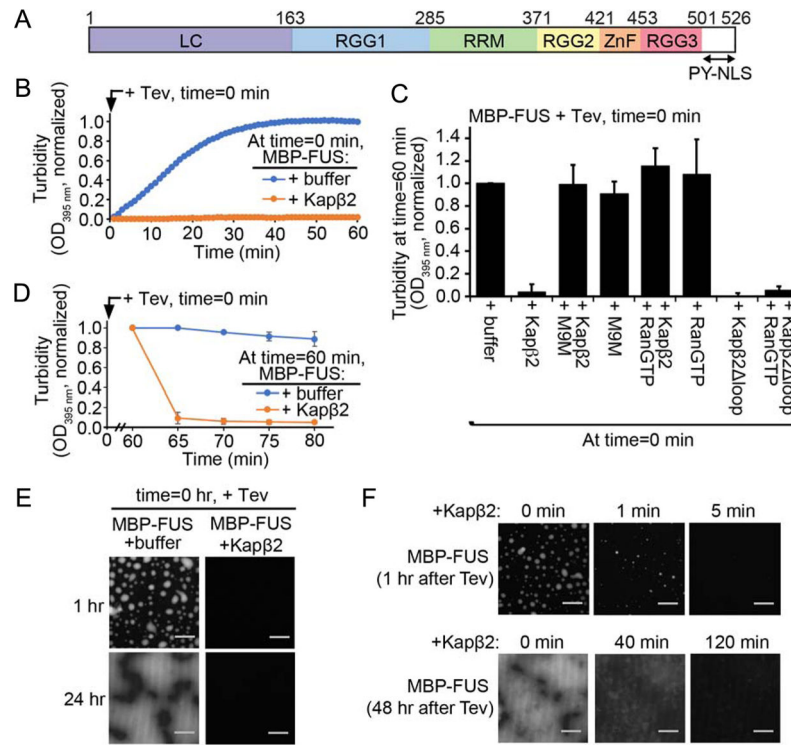 A
1 163 285 371 421 453 501 526
LC RGG1 RRM RGG2 ZnF RGG3
PY-NLS
B
+ Tev, time=0 min
Turbidity
(OD395 nm, normalized)
1.0
0.8
0.6
0.4
0.2
0.0
At time=0 min,
MBP-FUS:
+ buffer
+ Kapβ2
0 10 20 30 40 50 60
Time (min)
C
MBP-FUS + Tev, time=0 min
Turbidity at time=60 min
(OD395 nm, normalized)
1.4
1.2
1.0
0.8
0.6
0.4
0.2
0.0
+ buffer
+ Kapβ2
+ Kapβ2
+ M9M
+ M9M
+ Kapβ2
+ RanGTP
+ RanGTP
+ Kapβ2Δloop
+ Kapβ2Δloop
+ RanGTP
At time=0 min
D
+ Tev, time=0 min
Turbidity
(OD395 nm, normalized)
1.0
0.8
0.6
0.4
0.2
0.0
At time=60 min,
MBP-FUS:
+ buffer
+ Kapβ2
0 60 65 70 75 80
Time (min)
E
time=0 hr, + Tev
MBP-FUS MBP-FUS
+buffer +Kapβ2
1 hr
24 hr
F
+Kapβ2: 0 min 1 min 5 min
MBP-FUS
(1 hr after Tev)
+Kapβ2: 0 min 40 min 120 min
MBP-FUS
(48 hr after Tev)